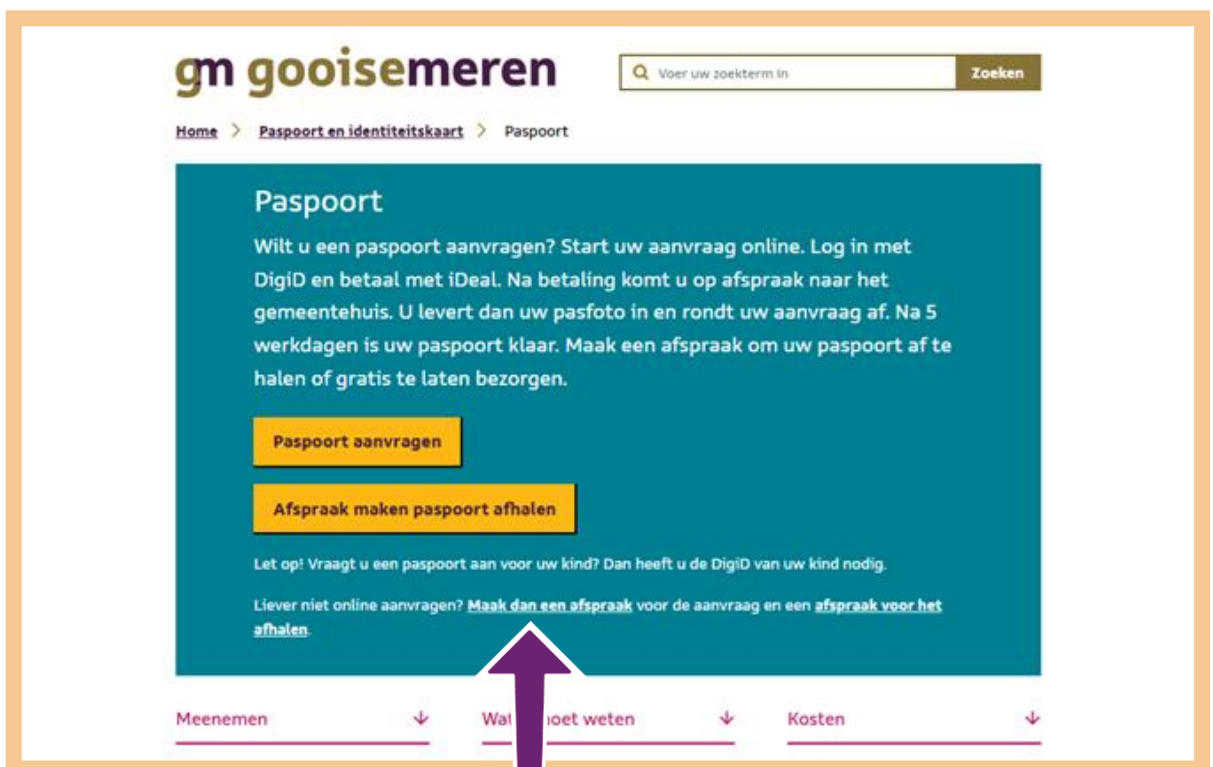 gm gooisemeren
Voer uw zoekterm in
Zoeken
Home > Paspoort en identiteitskaart > Paspoort
Paspoort
Wilt u een paspoort aanvragen? Start uw aanvraag online. Log in met
DigiD en betaal met iDeal. Na betaling komt u op afspraak naar het
gemeentehuis. U levert dan uw pasfoto in en rondt uw aanvraag af. Na 5
werkdagen is uw paspoort klaar. Maak een afspraak om uw paspoort af te
halen of gratis te laten bezorgen.
Paspoort aanvragen
Afspraak maken paspoort afhalen
Let op! Vraagt u een paspoort aan voor uw kind? Dan heeft u de DigiD van uw kind nodig.
Liever niet online aanvragen? Maak dan een afspraak voor de aanvraag en een afspraak voor het
afhalen.
Meenemen
weten
Kosten